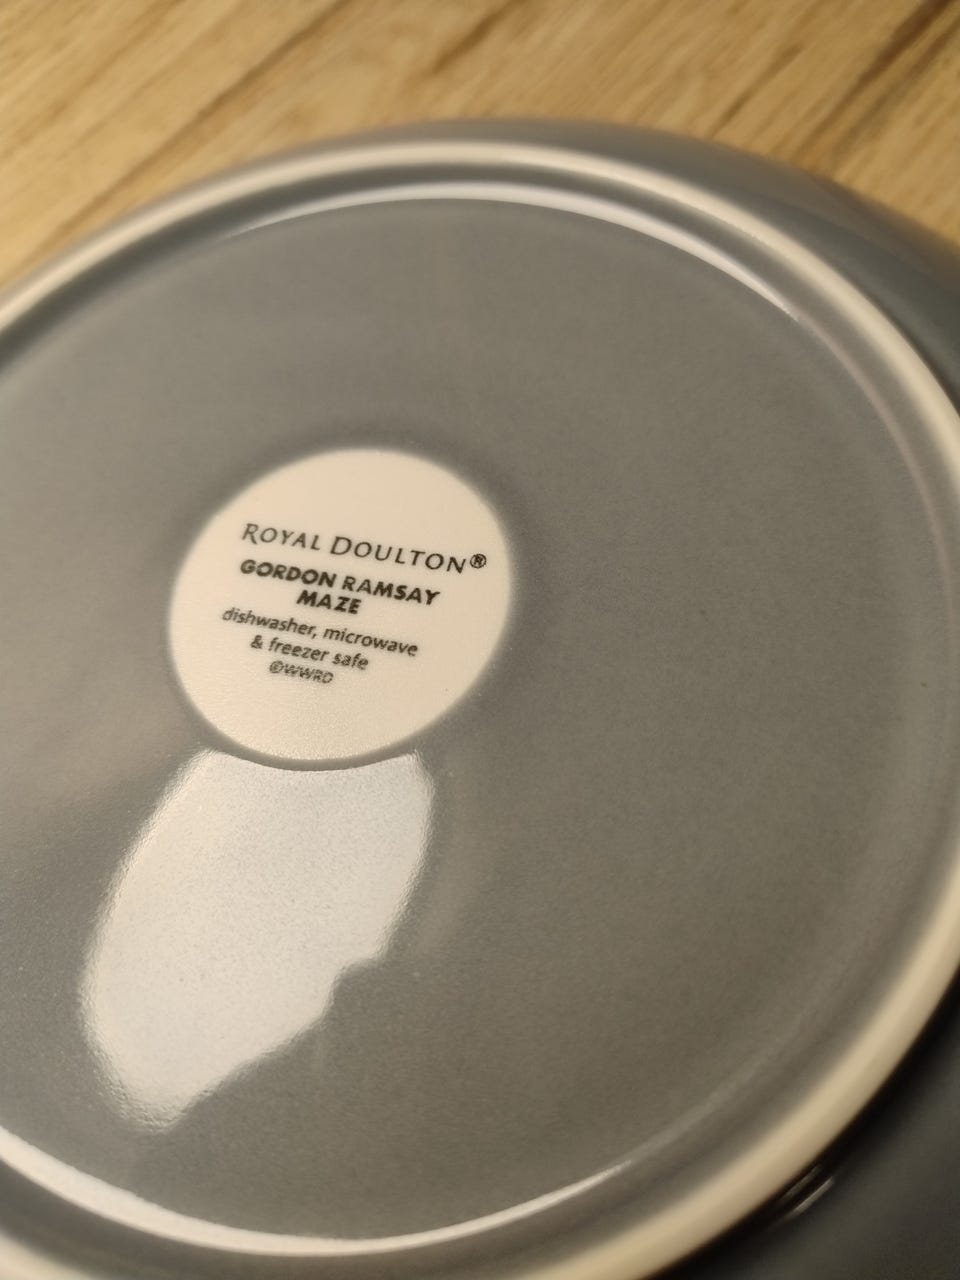 ROYAL DOULTON®
GORDON RAMSAY
MAZE
dishwasher, microwave
& freezer safe
©WWRD